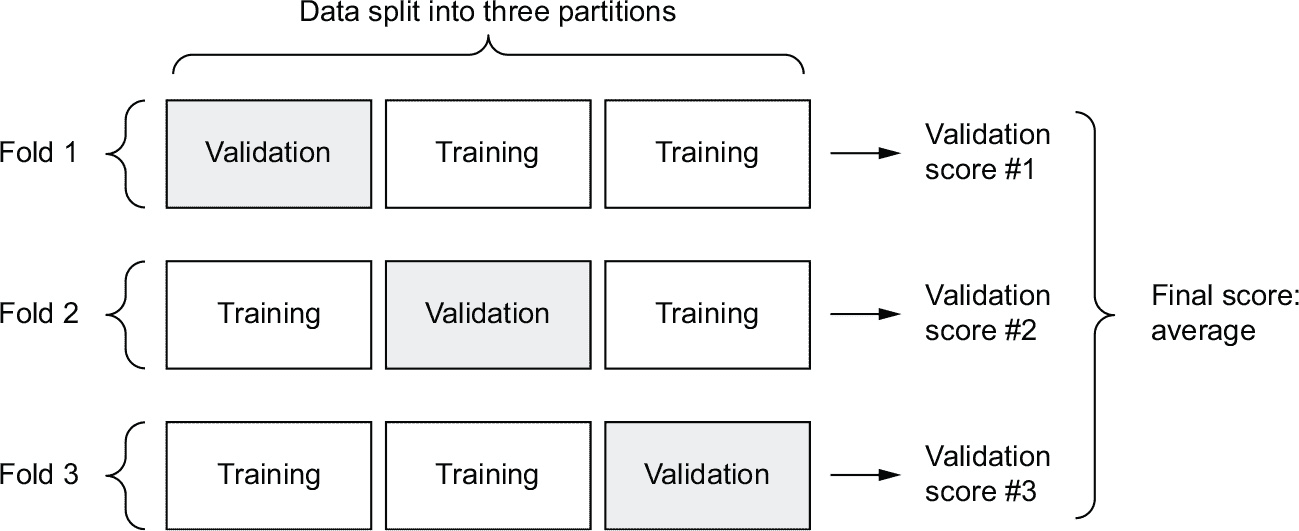 Data split into three partitions
Fold 1
Validation
Training
Training
Validation
score #1
Fold 2
Training
Validation
Training
Validation
score #2
Final score:
average
Fold 3
Training
Training
Validation
Validation
score #3